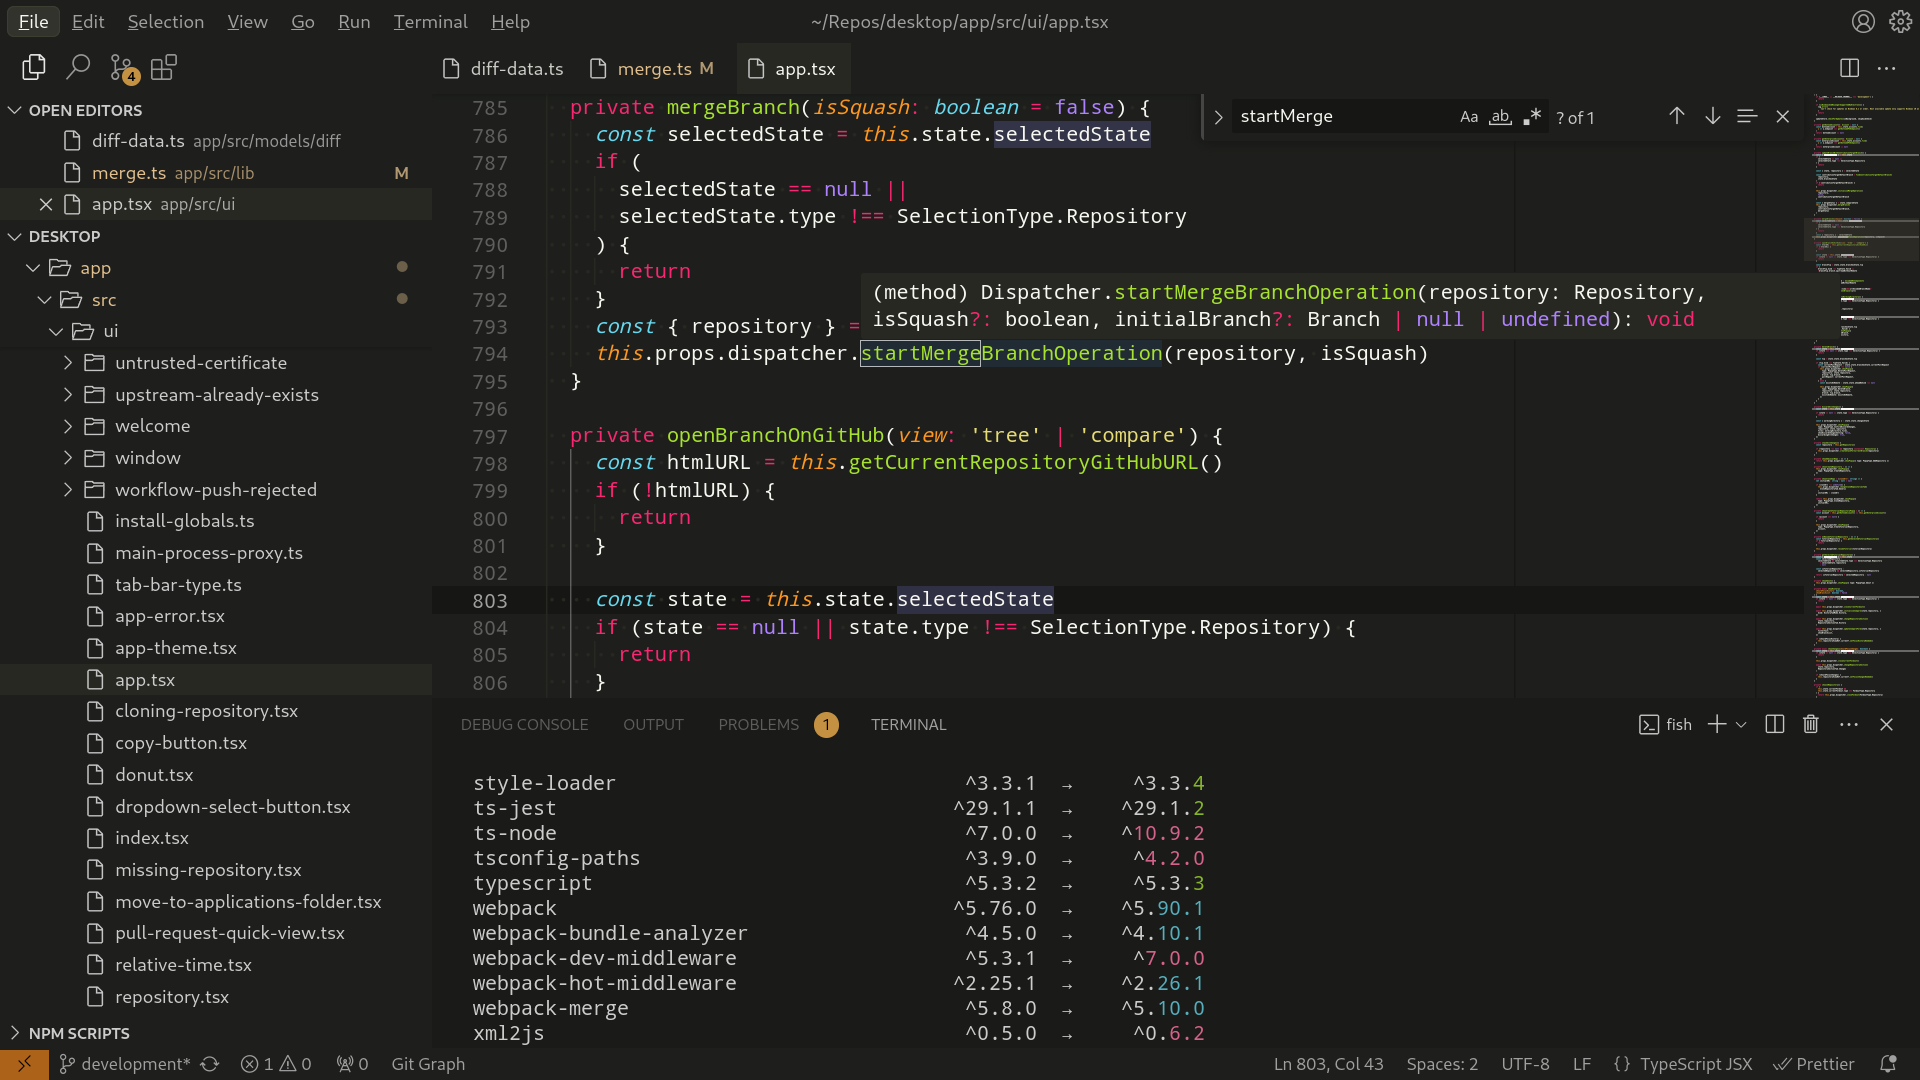 File Edit Selection View Go Run Terminal Help
~/Repos/desktop/app/src/ui/app.tsx
4
diff-data.ts
merge.ts M
app.tsx
OPEN EDITORS
diff-data.ts app/src/models/diff
merge.ts app/src/lib M
app.tsx app/src/ui
DESKTOP
app
src
ui
untrusted-certificate
upstream-already-exists
welcome
window
workflow-push-rejected
install-globals.ts
main-process-proxy.ts
tab-bar-type.ts
app-error.tsx
app-theme.tsx
app.tsx
cloning-repository.tsx
copy-button.tsx
donut.tsx
dropdown-select-button.tsx
index.tsx
missing-repository.tsx
move-to-applications-folder.tsx
pull-request-quick-view.tsx
relative-time.tsx
repository.tsx
NPM SCRIPTS
785 private mergeBranch(isSquash: boolean = false) {
786 const selectedState = this.state.selectedState
787 if (
788 selectedState == null ||
789 selectedState.type !== SelectionType.Repository
790 ) {
791 return
792 }
793 const { repository } =
794 this.props.dispatcher.startMergeBranchOperation(repository, isSquash)
795 }
796
797 private openBranchOnGitHub(view: 'tree' | 'compare') {
798 const htmlURL = this.getCurrentRepositoryGitHubURL()
799 if (!htmlURL) {
800 return
801 }
802
803 const state = this.state.selectedState
804 if (state == null || state.type !== SelectionType.Repository) {
805 return
806 }
startMerge Aa ab .* ? of 1
(method) Dispatcher.startMergeBranchOperation(repository: Repository,
isSquash?: boolean, initialBranch?: Branch | null | undefined): void
DEBUG CONSOLE OUTPUT PROBLEMS 1 TERMINAL
fish
style-loader ^3.3.1 → ^3.3.4
ts-jest ^29.1.1 → ^29.1.2
ts-node ^7.0.0 → ^10.9.2
tsconfig-paths ^3.9.0 → ^4.2.0
typescript ^5.3.2 → ^5.3.3
webpack ^5.76.0 → ^5.90.1
webpack-bundle-analyzer ^4.5.0 → ^4.10.1
webpack-dev-middleware ^5.3.1 → ^7.0.0
webpack-hot-middleware ^2.25.1 → ^2.26.1
webpack-merge ^5.8.0 → ^5.10.0
xml2js ^0.5.0 → ^0.6.2
development* 1 0 0 Git Graph
Ln 803, Col 43 Spaces: 2 UTF-8 LF {} TypeScript JSX Prettier